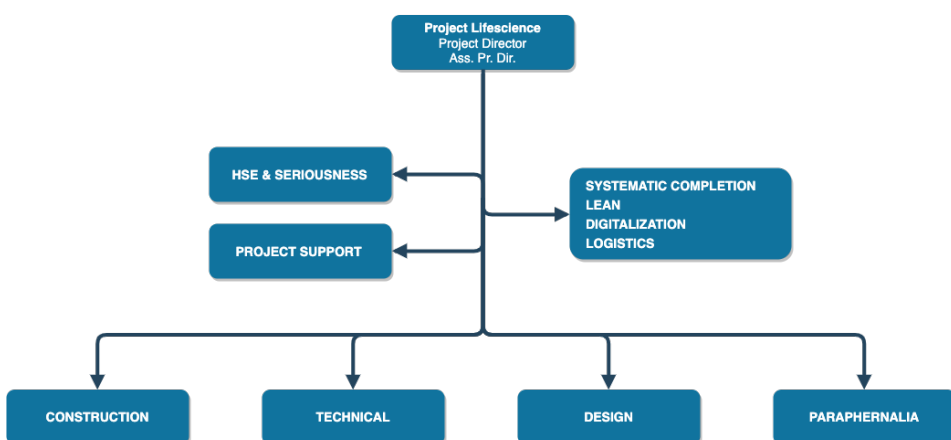 Project Lifescience
Project Director
Ass. Pr. Dir.
HSE & SERIOUSNESS
PROJECT SUPPORT
SYSTEMATIC COMPLETION
LEAN
DIGITALIZATION
LOGISTICS
CONSTRUCTION
TECHNICAL
DESIGN
PARAPHERNALIA